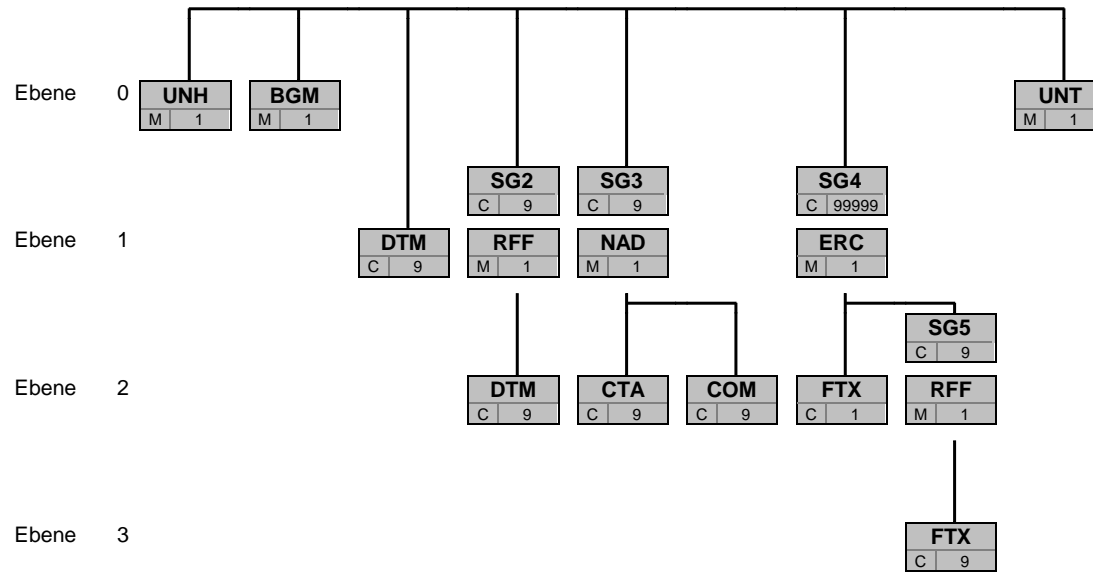 Ebene 0 UNH BGM UNT
M 1 M 1 M 1
SG2 SG3 SG4
C 9 C 9 C 99999
Ebene 1 DTM RFF NAD ERC
C 9 M 1 M 1 M 1
SG5
C 9
Ebene 2 DTM CTA COM FTX RFF
C 9 C 9 C 9 C 1 M 1
Ebene 3 FTX
C 9